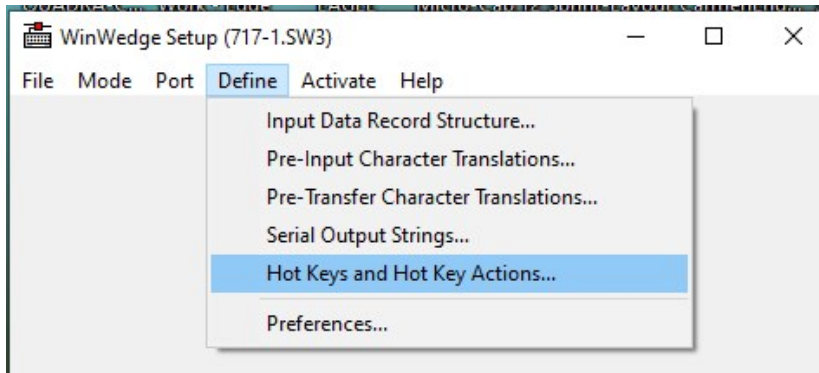 WinWedge Setup (717-1.SW3)
File Mode Port Define Activate Help
Input Data Record Structure...
Pre-Input Character Translations...
Pre-Transfer Character Translations...
Serial Output Strings...
Hot Keys and Hot Key Actions...
Preferences...